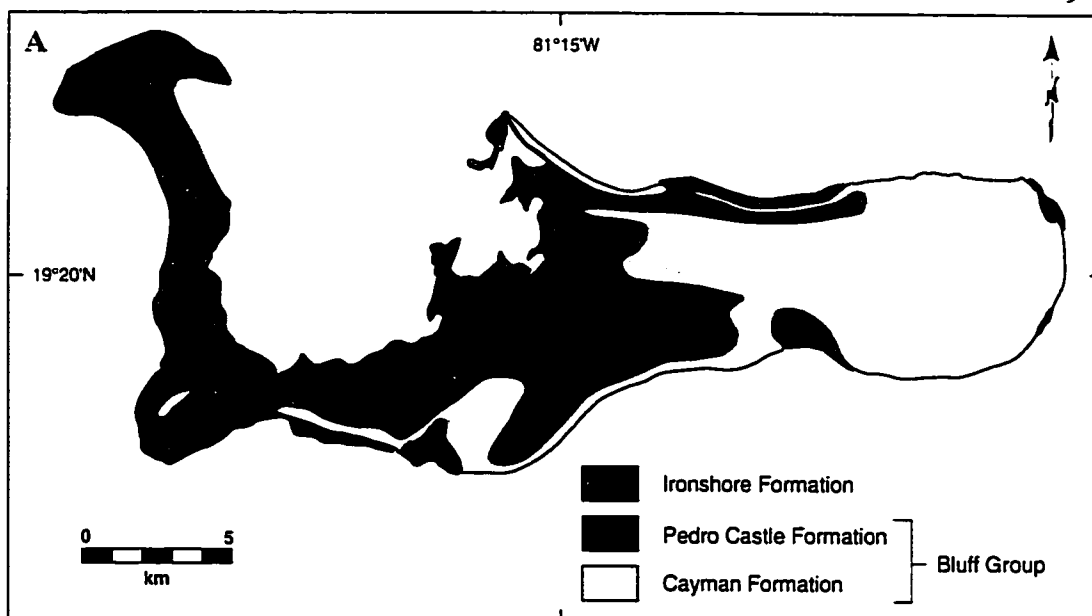 A
81°15'W
19°20'N
Ironshore Formation
Pedro Castle Formation
Cayman Formation
Bluff Group
0 5
km